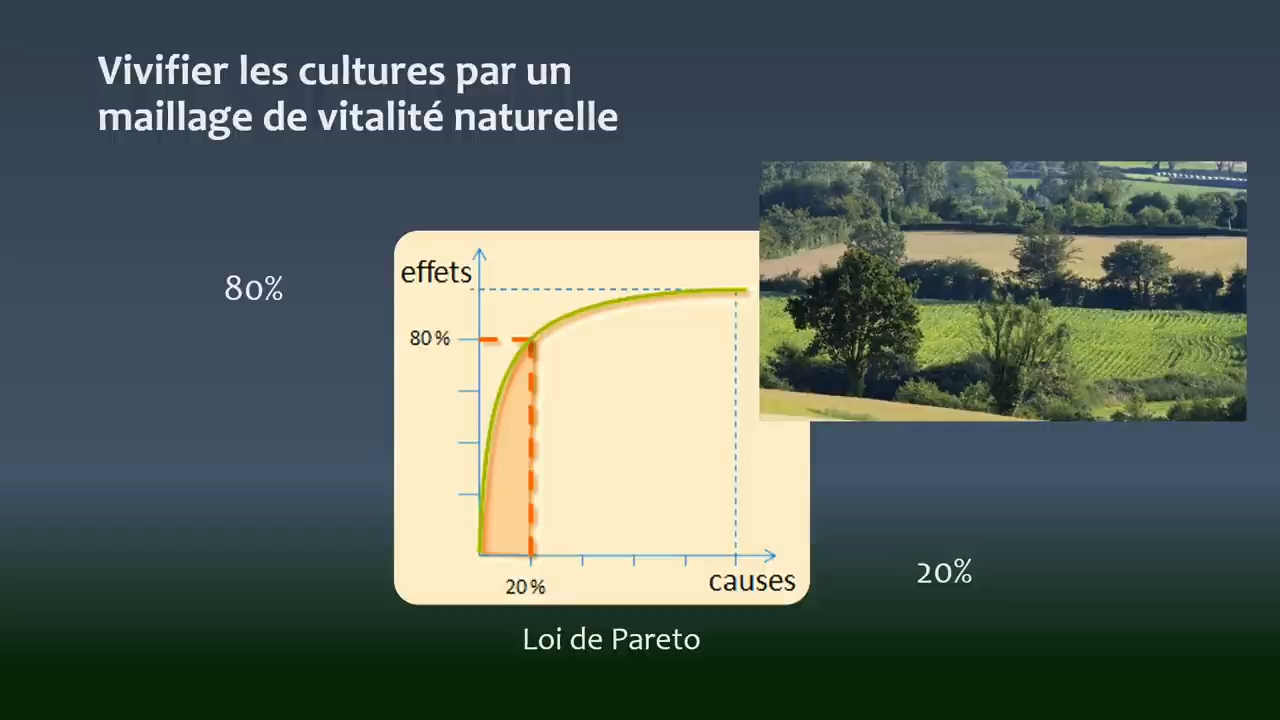 Vivifier les cultures par un
maillage de vitalité naturelle
80%
effets
80%
20%
causes
20%
Loi de Pareto